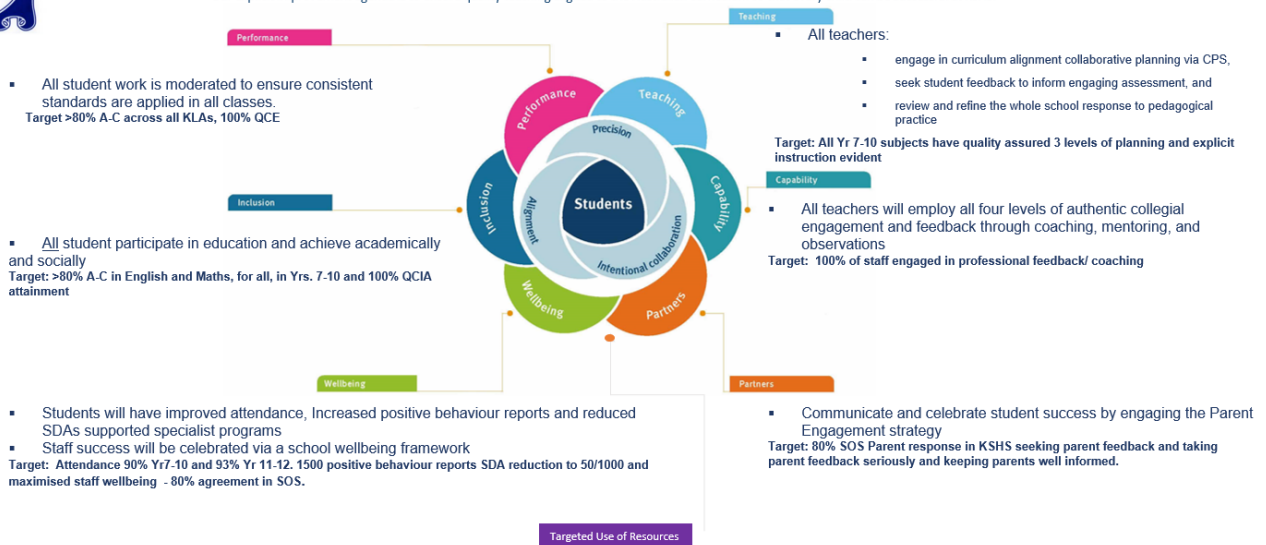 Teaching
Performance
▪ All teachers:
▪ engage in curriculum alignment collaborative planning via CPS,
▪ seek student feedback to inform engaging assessment, and
▪ review and refine the whole school response to pedagogical
practice
Target: All Yr 7-10 subjects have quality assured 3 levels of planning and explicit
instruction evident
▪ All student work is moderated to ensure consistent
standards are applied in all classes.
Target >80% A-C across all KLAs, 100% QCE
Performance
Teaching
Capability
Partners
Wellbeing
Inclusion
Precision
Intentional collaboration
Alignment
Students
Inclusion
▪ All student participate in education and achieve academically
and socially
Target: >80% A-C in English and Maths, for all, in Yrs. 7-10 and 100% QCIA
attainment
Capability
▪ All teachers will employ all four levels of authentic collegial
engagement and feedback through coaching, mentoring, and
observations
Target: 100% of staff engaged in professional feedback/ coaching
Wellbeing
▪ Students will have improved attendance, Increased positive behaviour reports and reduced
SDAs supported specialist programs
▪ Staff success will be celebrated via a school wellbeing framework
Target: Attendance 90% Yr7-10 and 93% Yr 11-12. 1500 positive behaviour reports SDA reduction to 50/1000 and
maximised staff wellbeing - 80% agreement in SOS.
Partners
▪ Communicate and celebrate student success by engaging the Parent
Engagement strategy
Target: 80% SOS Parent response in KSHS seeking parent feedback and taking
parent feedback seriously and keeping parents well informed.
Targeted Use of Resources